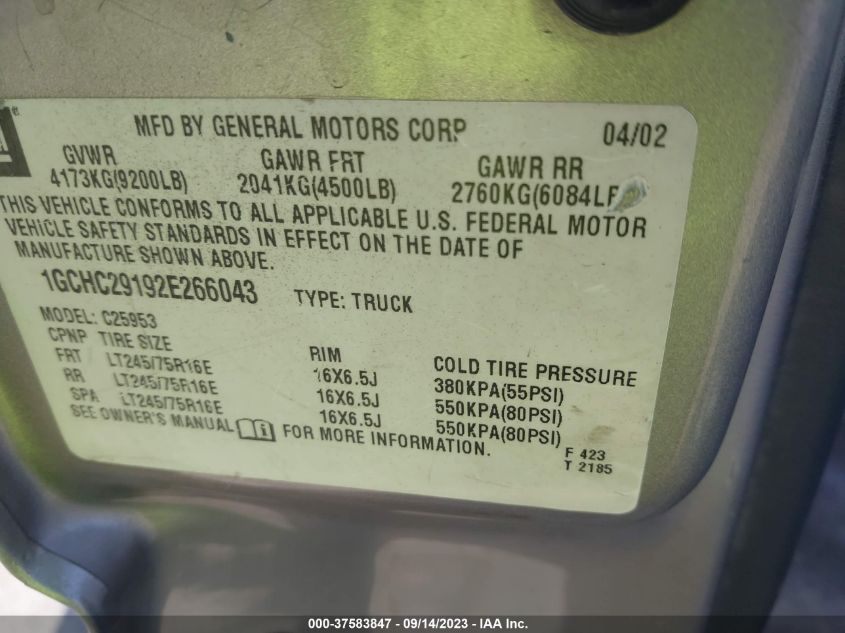 ®
MFD BY GENERAL MOTORS CORP 04/02
GVWR GAWR FRT GAWR RR
4173KG(9200LB) 2041KG(4500LB) 2760KG(6084L
THIS VEHICLE CONFORMS TO ALL APPLICABLE U.S. FEDERAL MOTOR
VEHICLE SAFETY STANDARDS IN EFFECT ON THE DATE OF
MANUFACTURE SHOWN ABOVE.
1GCHC29192E266043 TYPE: TRUCK
MODEL: C25953
CPNP TIRE SIZE RIM COLD TIRE PRESSURE
FRT LT245/75R16E 16X6.5J 380KPA(55PSI)
RR LT245/75R16E 16X6.5J 550KPA(80PSI)
SPA LT245/75R16E 16X6.5J 550KPA(80PSI)
SEE OWNER'S MANUAL FOR MORE INFORMATION.
F 423
T 2185
000-37583847 - 09/14/2023 - IAA Inc.